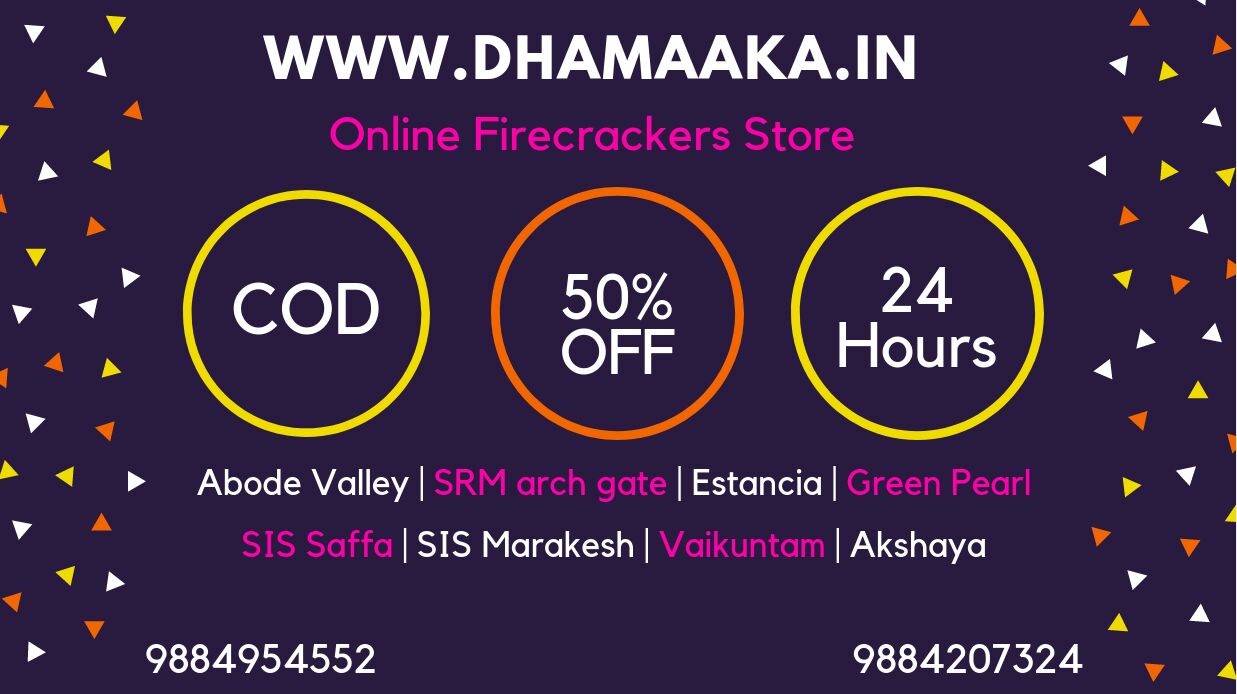 WWW.DHAMAAKA.IN
Online Firecrackers Store
COD
50%
OFF
24
Hours
Abode Valley | SRM arch gate | Estancia | Green Pearl
SIS Saffa | SIS Marakesh | Vaikuntam | Akshaya
9884954552
9884207324